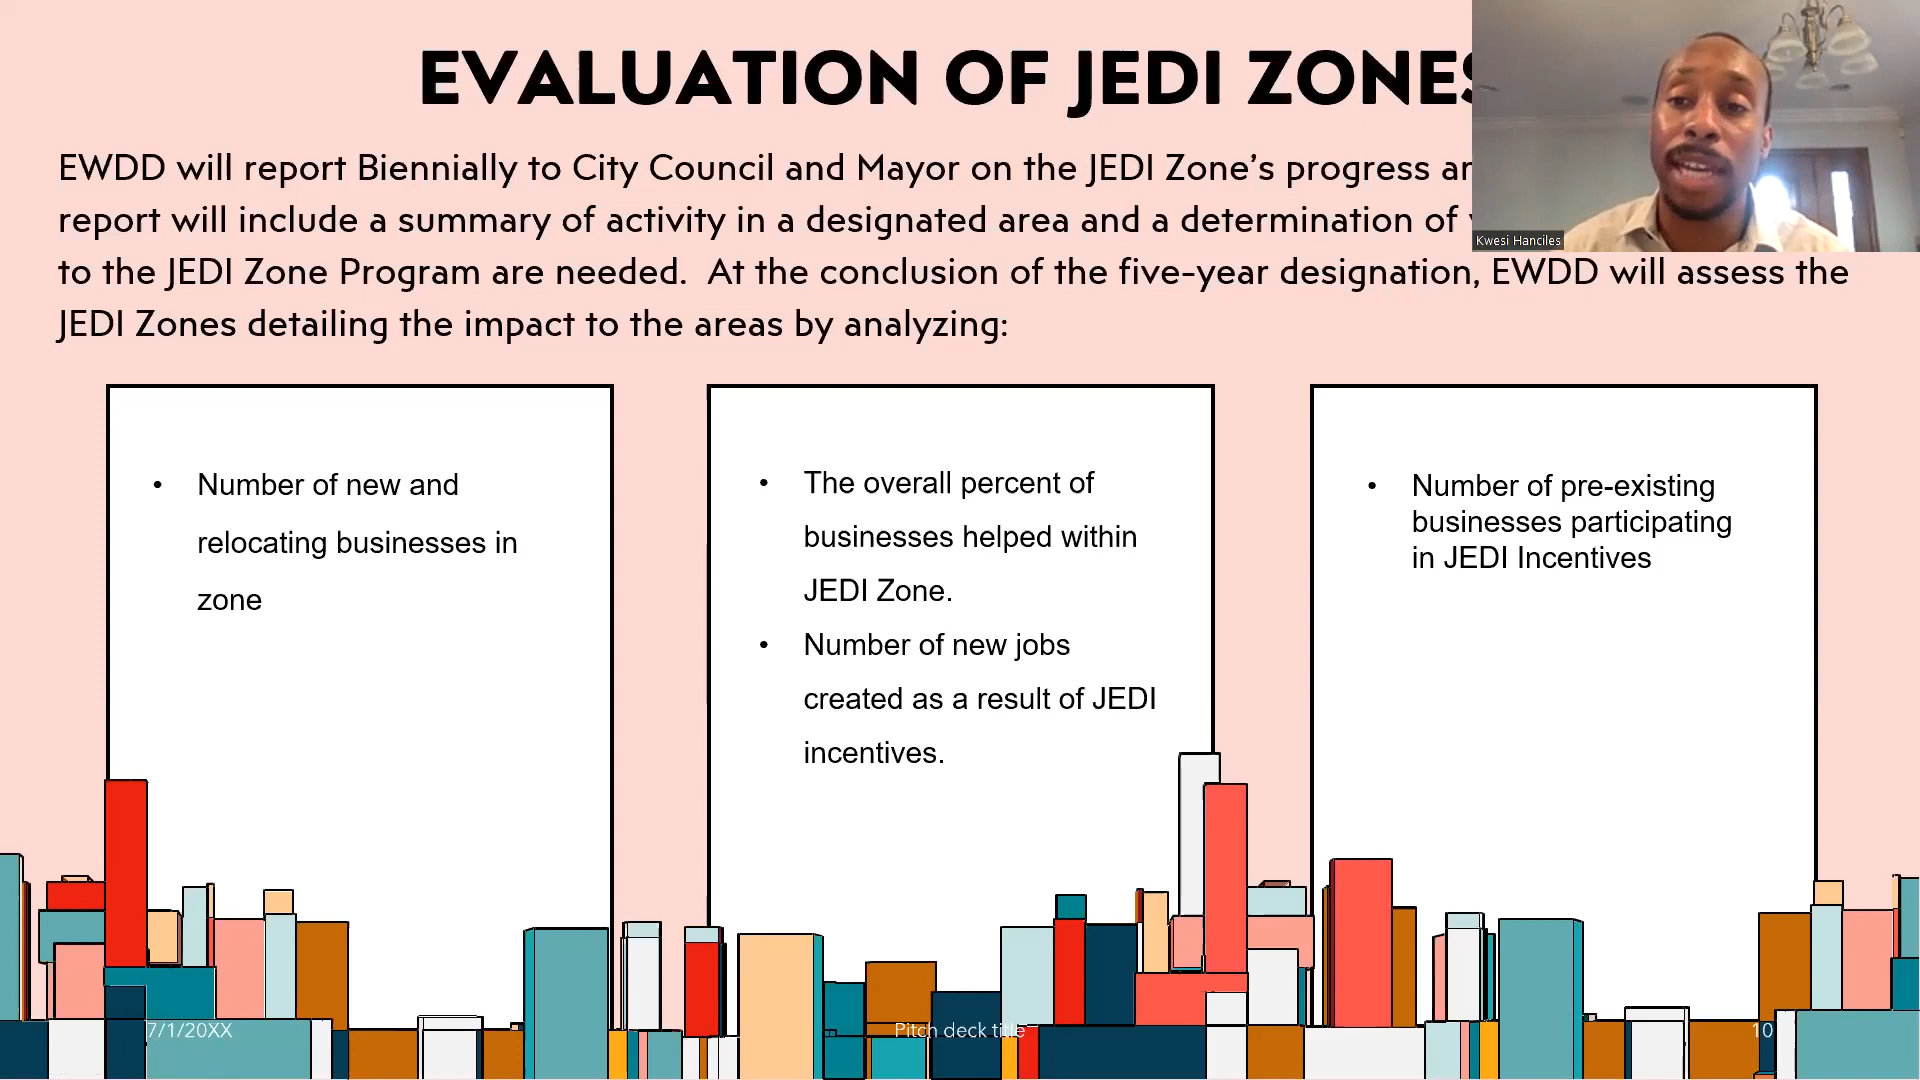 EVALUATION OF JEDI ZONES
EWDD will report Biennially to City Council and Mayor on the JEDI Zone's progress
report will include a summary of activity in a designated area and a determination of
to the JEDI Zone Program are needed.  At the conclusion of the five-year designation, EWDD will assess the
JEDI Zones detailing the impact to the areas by analyzing:
Kwesi Hanciles
• Number of new and
relocating businesses in
zone
• The overall percent of
businesses helped within
JEDI Zone.
• Number of new jobs
created as a result of JEDI
incentives.
• Number of pre-existing
businesses participating
in JEDI Incentives
7/1/20XX
Pitch deck title
10